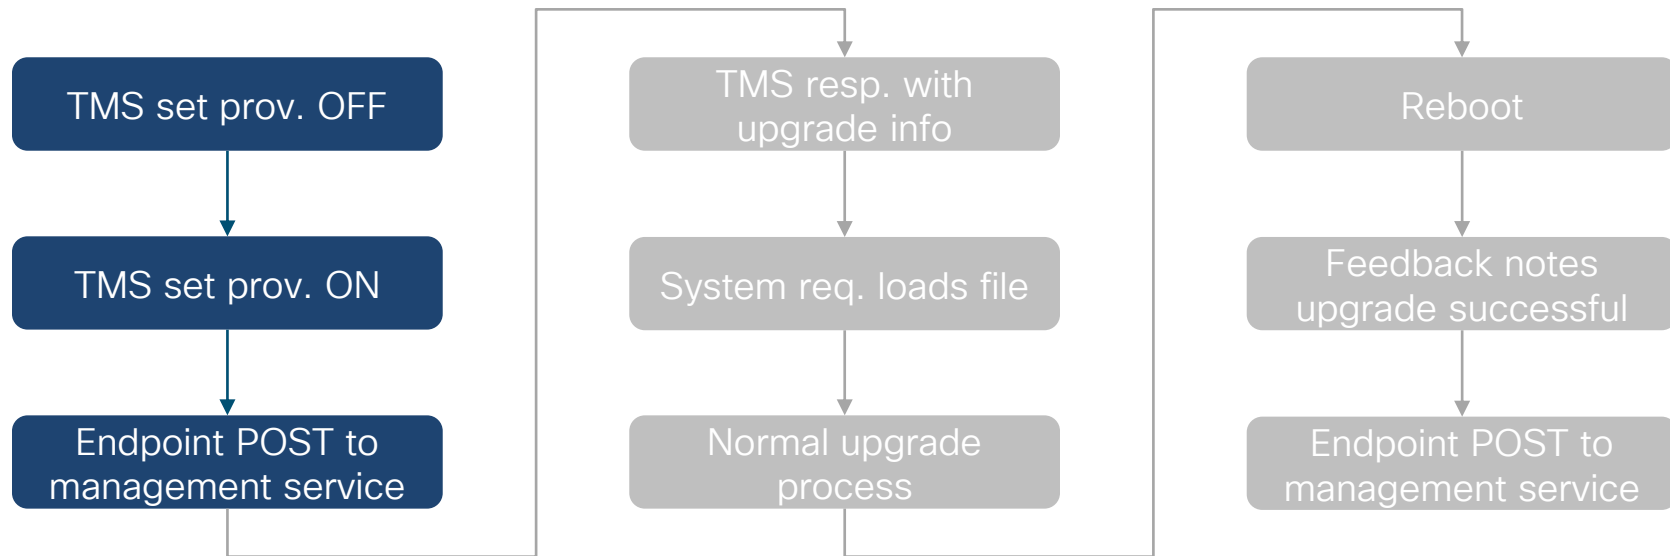 TMS set prov. OFF
TMS set prov. ON
Endpoint POST to
management service
TMS resp. with
upgrade info
System req. loads file
Normal upgrade
process
Reboot
Feedback notes
upgrade successful
Endpoint POST to
management service